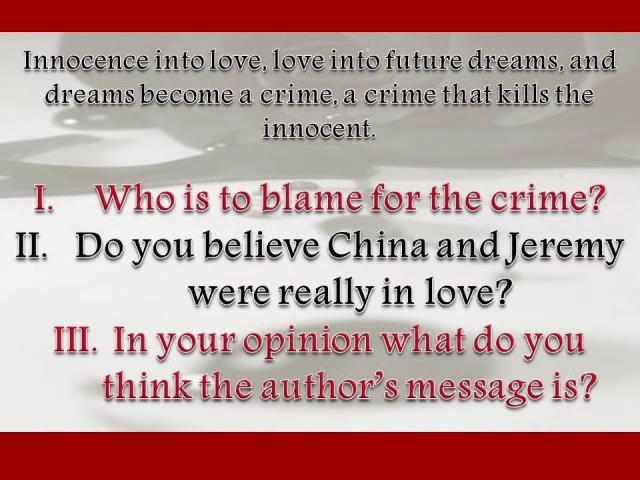 Innocence into love, love into future dreams, and
dreams become a crime, a crime that kills the
innocent.
I. Who is to blame for the crime?
II. Do you believe China and Jeremy
were really in love?
III. In your opinion what do you
think the author's message is?